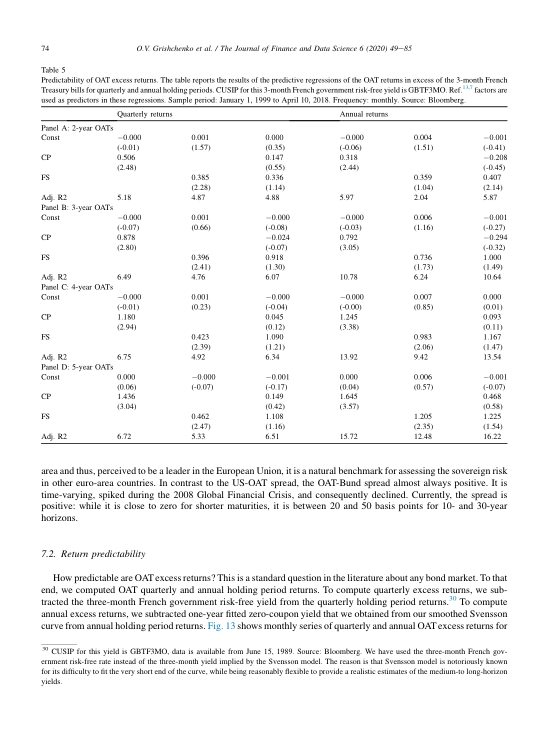 74
O.V. Grishchenko et al. / The Journal of Finance and Data Science 6 (2020) 49–85
Table 5
Predictability of OAT excess returns. The table reports the results of the predictive regressions of the OAT returns in excess of the 3-month French
Treasury bills for quarterly and annual holding periods. CUSIP for this 3-month French government risk-free yield is GBTF3MO. Ref.13,7 factors are
used as predictors in these regressions. Sample period: January 1, 1999 to April 10, 2018. Frequency: monthly. Source: Bloomberg.
Quarterly returns Annual returns
Panel A: 2-year OATs
Const −0.000 0.001 0.000 −0.000 0.004 −0.001
(-0.01) (1.57) (0.35) (-0.06) (1.51) (-0.41)
CP 0.506 0.147 0.318 −0.208
(2.48) (0.55) (2.44) (-0.45)
FS 0.385 0.336 0.359 0.407
(2.28) (1.14) (1.04) (2.14)
Adj. R2 5.18 4.87 4.88 5.97 2.04 5.87
Panel B: 3-year OATs
Const −0.000 0.001 −0.000 −0.000 0.006 −0.001
(-0.07) (0.66) (-0.08) (-0.03) (1.16) (-0.27)
CP 0.878 −0.024 0.792 −0.294
(2.80) (-0.07) (3.05) (-0.32)
FS 0.396 0.918 0.736 1.000
(2.41) (1.30) (1.73) (1.49)
Adj. R2 6.49 4.76 6.07 10.78 6.24 10.64
Panel C: 4-year OATs
Const −0.000 0.001 −0.000 −0.000 0.007 0.000
(-0.01) (0.23) (-0.04) (-0.00) (0.85) (0.01)
CP 1.180 0.045 1.245 0.093
(2.94) (0.12) (3.38) (0.11)
FS 0.423 1.090 0.983 1.167
(2.39) (1.21) (2.06) (1.47)
Adj. R2 6.75 4.92 6.34 13.92 9.42 13.54
Panel D: 5-year OATs
Const 0.000 −0.000 −0.001 0.000 0.006 −0.001
(0.06) (-0.07) (-0.17) (0.04) (0.57) (-0.07)
CP 1.436 0.149 1.645 0.468
(3.04) (0.42) (3.57) (0.58)
FS 0.462 1.108 1.205 1.225
(2.47) (1.16) (2.35) (1.54)
Adj. R2 6.72 5.33 6.51 15.72 12.48 16.22
area and thus, perceived to be a leader in the European Union, it is a natural benchmark for assessing the sovereign risk
in other euro-area countries. In contrast to the US-OAT spread, the OAT-Bund spread almost always positive. It is
time-varying, spiked during the 2008 Global Financial Crisis, and consequently declined. Currently, the spread is
positive: while it is close to zero for shorter maturities, it is between 20 and 50 basis points for 10- and 30-year
horizons.
7.2. Return predictability
How predictable are OAT excess returns? This is a standard question in the literature about any bond market. To that
end, we computed OAT quarterly and annual holding period returns. To compute quarterly excess returns, we sub-
tracted the three-month French government risk-free yield from the quarterly holding period returns.30 To compute
annual excess returns, we subtracted one-year fitted zero-coupon yield that we obtained from our smoothed Svensson
curve from annual holding period returns. Fig. 13 shows monthly series of quarterly and annual OAT excess returns for
30 CUSIP for this yield is GBTF3MO, data is available from June 15, 1989. Source: Bloomberg. We have used the three-month French gov-
ernment risk-free rate instead of the three-month yield implied by the Svensson model. The reason is that Svensson model is notoriously known
for its difficulty to fit the very short end of the curve, while being reasonably flexible to provide a realistic estimates of the medium-to long-horizon
yields.